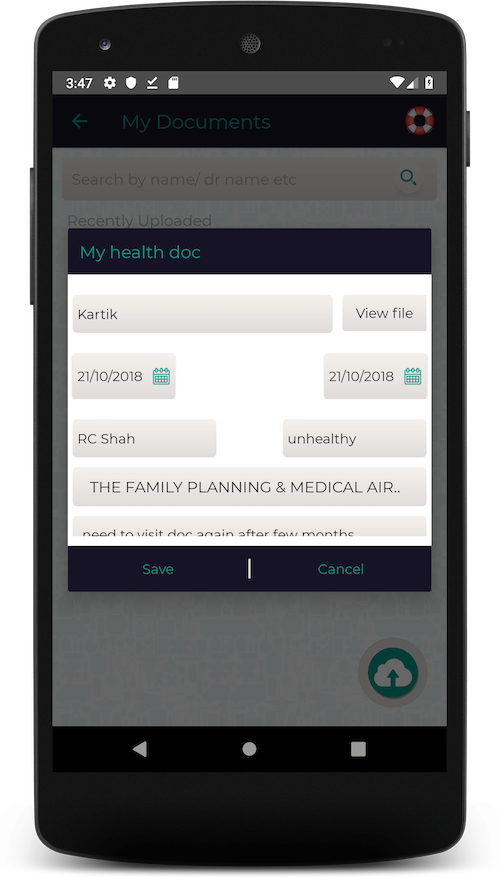 3:47
My Documents
Search by name/ dr name etc
Recently Uploaded
My health doc
Kartik
View file
21/10/2018
21/10/2018
RC Shah
unhealthy
THE FAMILY PLANNING & MEDICAL AIR..
need to visit doc again after few months
Save
Cancel